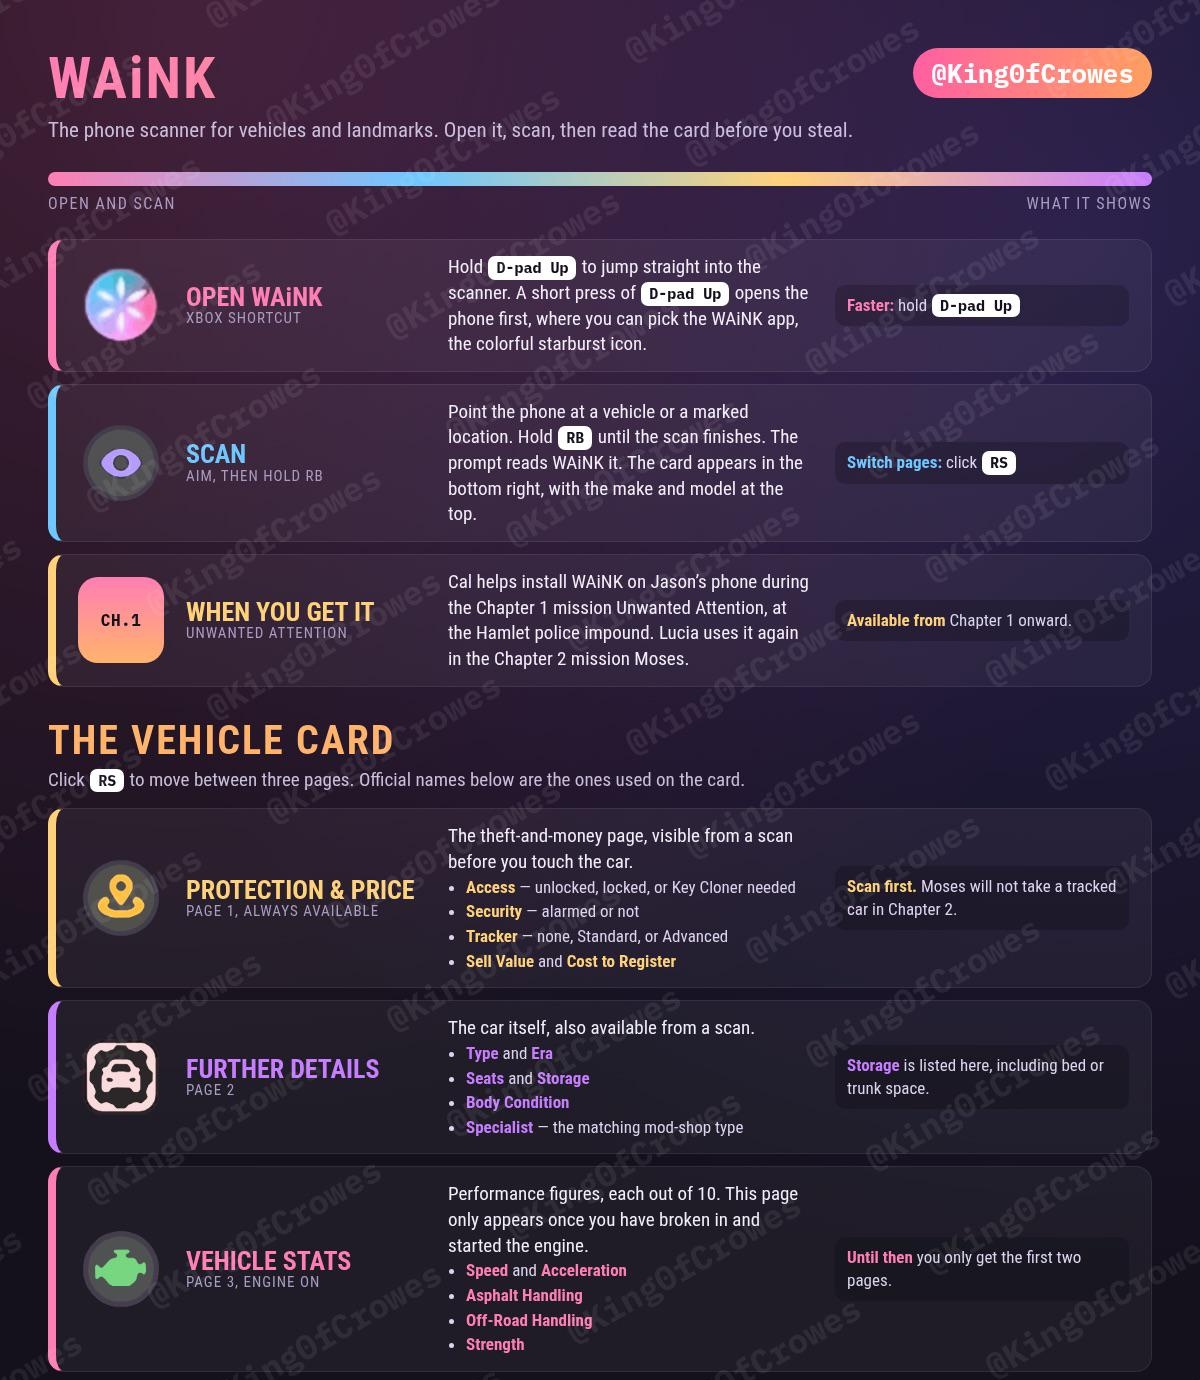 WAiNK
@KingOfCrowes
The phone scanner for vehicles and landmarks. Open it, scan, then read the card before you steal.
OPEN AND SCAN
WHAT IT SHOWS
OPEN WAiNK
XBOX SHORTCUT
Hold D-pad Up to jump straight into the
scanner. A short press of D-pad Up opens the
phone first, where you can pick the WAiNK app,
the colorful starburst icon.
Faster: hold D-pad Up
SCAN
AIM, THEN HOLD RB
Point the phone at a vehicle or a marked
location. Hold RB until the scan finishes. The
prompt reads WAiNK it. The card appears in the
bottom right, with the make and model at the
top.
Switch pages: click RS
CH.1
WHEN YOU GET IT
UNWANTED ATTENTION
Cal helps install WAiNK on Jason’s phone during
the Chapter 1 mission Unwanted Attention, at
the Hamlet police impound. Lucia uses it again
in the Chapter 2 mission Moses.
Available from Chapter 1 onward.
THE VEHICLE CARD
Click RS to move between three pages. Official names below are the ones used on the card.
PROTECTION & PRICE
PAGE 1, ALWAYS AVAILABLE
The theft-and-money page, visible from a scan
before you touch the car.
• Access — unlocked, locked, or Key Cloner needed
• Security — alarmed or not
• Tracker — none, Standard, or Advanced
• Sell Value and Cost to Register
Scan first. Moses will not take a tracked
car in Chapter 2.
FURTHER DETAILS
PAGE 2
The car itself, also available from a scan.
• Type and Era
• Seats and Storage
• Body Condition
• Specialist — the matching mod-shop type
Storage is listed here, including bed or
trunk space.
VEHICLE STATS
PAGE 3, ENGINE ON
Performance figures, each out of 10. This page
only appears once you have broken in and
started the engine.
• Speed and Acceleration
• Asphalt Handling
• Off-Road Handling
• Strength
Until then you only get the first two
pages.